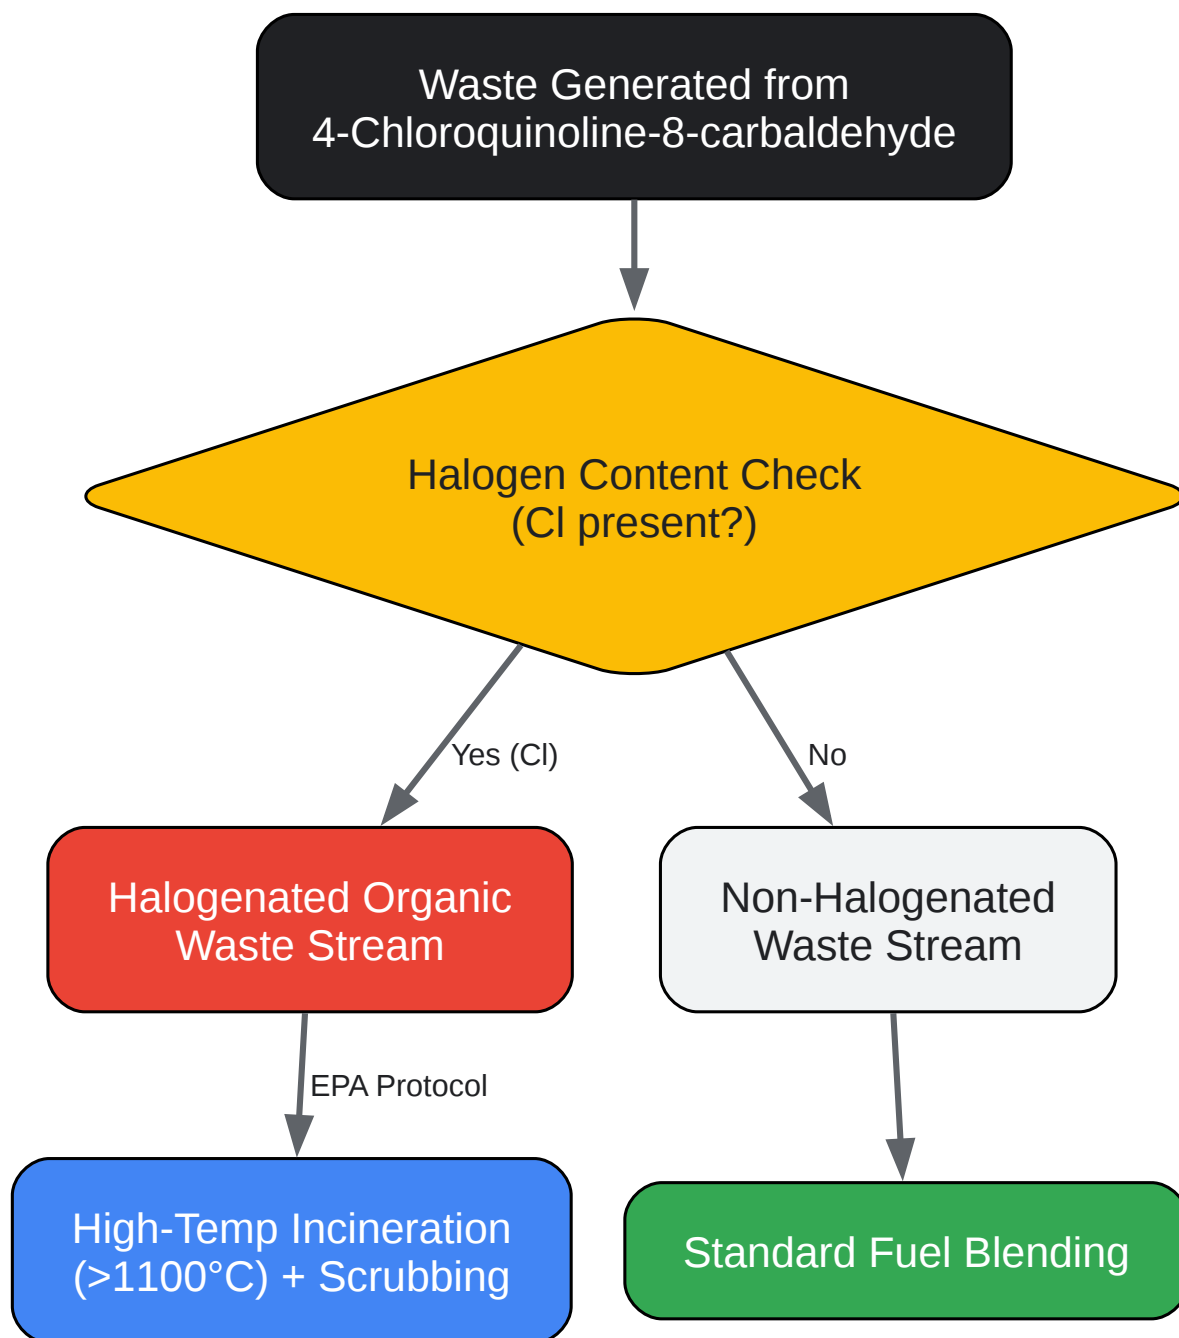 Waste Generated from
4-Chloroquinoline-8-carbaldehyde
Halogen Content Check
(Cl present?)
Yes (Cl)
No
Halogenated Organic
Waste Stream
Non-Halogenated
Waste Stream
EPA Protocol
High-Temp Incineration
(>1100°C) + Scrubbing
Standard Fuel Blending